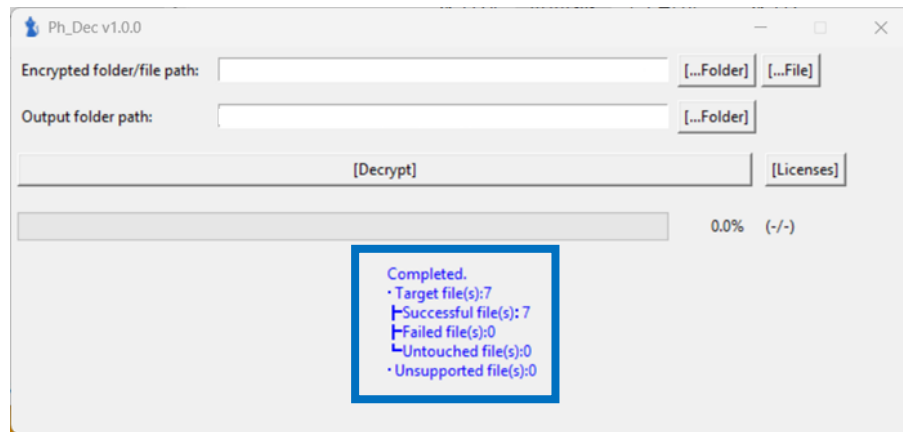 Ph_Dec v1.0.0
Encrypted folder/file path: [...Folder] [...File]
Output folder path: [...Folder]
[Decrypt] [Licenses]
0.0% (-/-)
Completed.
・Target file(s):7
┣Successful file(s): 7
┣Failed file(s):0
┗Untouched file(s):0
・Unsupported file(s):0